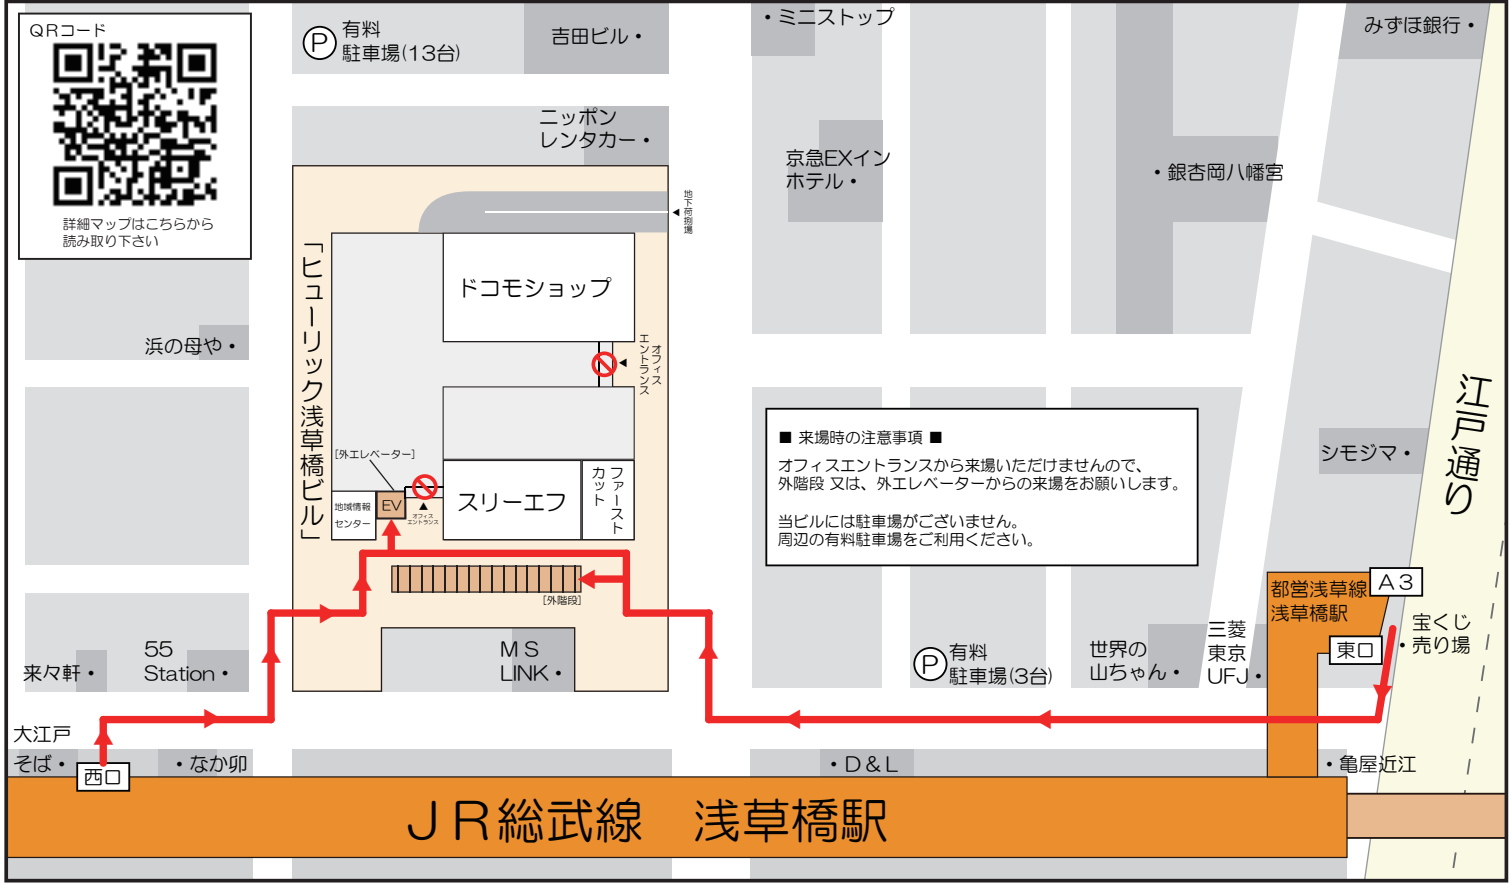 QRコード
詳細マップはこちらから
読み取り下さい
P
有料
駐車場(13台)
吉田ビル・
・ミニストップ
みずほ銀行・
ニッポン
レンタカー・
京急EXイン
ホテル・
・銀杏岡八幡宮
地下荷捌場
「ヒューリック浅草橋ビル」
ドコモショップ
オフィス
エントランス
浜の母や・
[外エレベーター]
地域情報
センター
EV
オフィス
エントランス
スリーエフ
ファースト
カット
[外階段]
■ 来場時の注意事項 ■
オフィスエントランスから来場いただけませんので、
外階段 又は、外エレベーターからの来場をお願いします。
当ビルには駐車場がございません。
周辺の有料駐車場をご利用ください。
江戸通り
シモジマ・
都営浅草線
浅草橋駅
A3
東口
宝くじ
・売り場
来々軒・
55
Station・
MS
LINK・
P
有料
駐車場(3台)
世界の
山ちゃん・
三菱
東京
UFJ・
大江戸
そば・
西口
・なか卯
・D&L
・亀屋近江
JR総武線 浅草橋駅